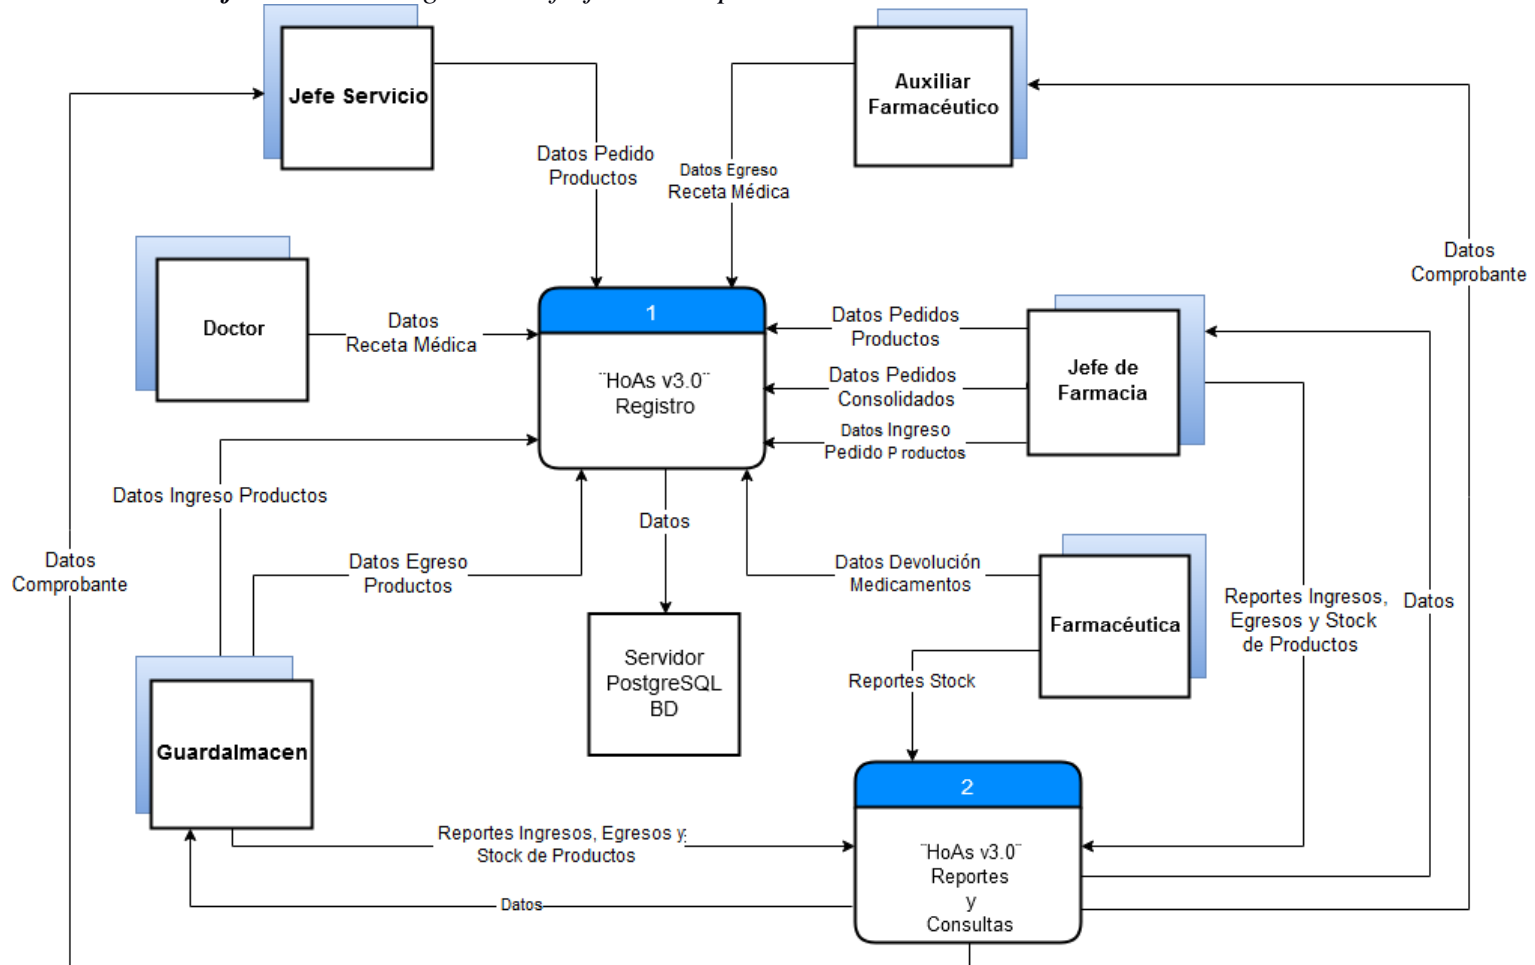 Jefe Servicio
Auxiliar
Farmacéutico
Datos Pedido
Productos
Datos Egreso
Receta Médica
Datos
Comprobante
Doctor
Datos
Receta Médica
1
¨HoAs v3.0¨
Registro
Datos Pedidos
Productos
Datos Pedidos
Consolidados
Datos Ingreso
Pedido P roductos
Jefe de
Farmacia
Datos Ingreso Productos
Datos
Datos Egreso
Productos
Datos Devolución
Medicamentos
Datos
Comprobante
Reportes Ingresos,
Egresos y Stock
de Productos
Datos
Farmacéutica
Servidor
PostgreSQL
BD
Reportes Stock
Guardalmacen
2
¨HoAs v3.0¨
Reportes
y
Consultas
Reportes Ingresos, Egresos y
Stock de Productos
Datos